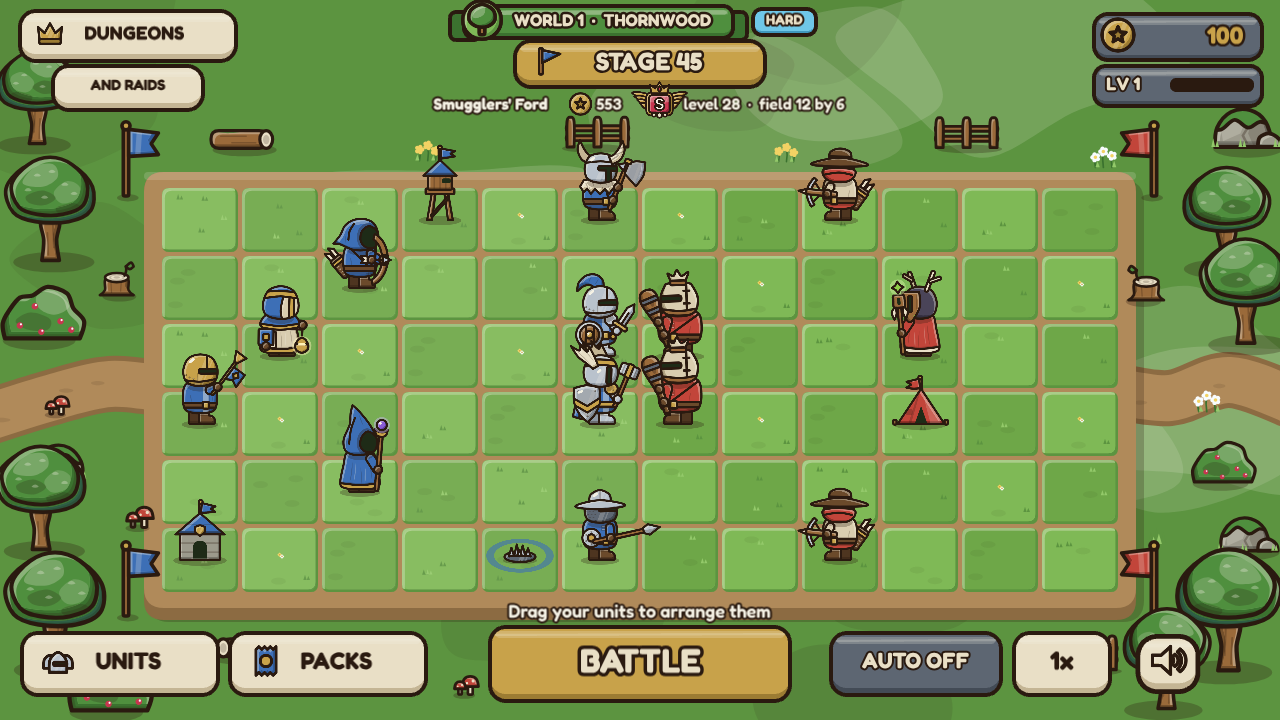 DUNGEONS
AND RAIDS
WORLD 1 · THORNWOOD
HARD
STAGE 45
Smugglers' Ford 553 S level 28 · field 12 by 6
100
LV 1
Drag your units to arrange them
UNITS
PACKS
BATTLE
AUTO OFF
1x